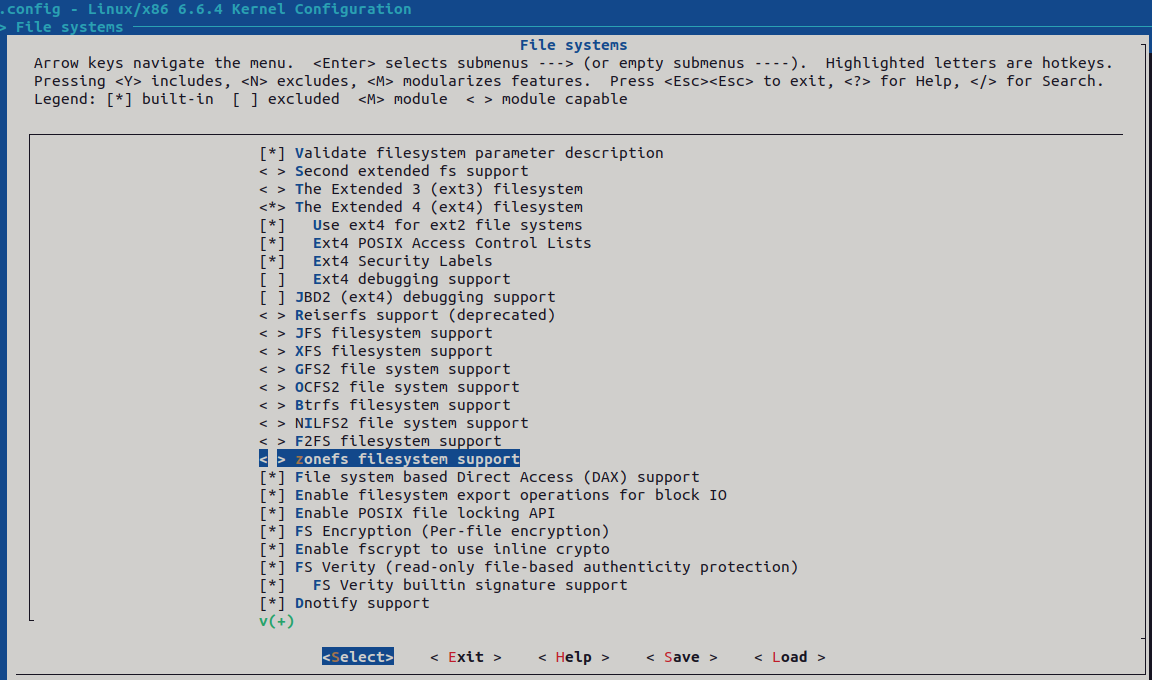 .config - Linux/x86 6.6.4 Kernel Configuration
> File systems
File systems
Arrow keys navigate the menu.  <Enter> selects submenus ---> (or empty submenus ----).  Highlighted letters are hotkeys.
Pressing <Y> includes, <N> excludes, <M> modularizes features.  Press <Esc><Esc> to exit, <?> for Help, </> for Search.
Legend: [*] built-in  [ ] excluded  <M> module  < > module capable
[*] Validate filesystem parameter description
< > Second extended fs support
< > The Extended 3 (ext3) filesystem
<*> The Extended 4 (ext4) filesystem
[*]   Use ext4 for ext2 file systems
[*]   Ext4 POSIX Access Control Lists
[*]   Ext4 Security Labels
[ ]   Ext4 debugging support
[ ] JBD2 (ext4) debugging support
< > Reiserfs support (deprecated)
< > JFS filesystem support
< > XFS filesystem support
< > GFS2 file system support
< > OCFS2 file system support
< > Btrfs filesystem support
< > NILFS2 file system support
< > F2FS filesystem support
< > zonefs filesystem support
[*] File system based Direct Access (DAX) support
[*] Enable filesystem export operations for block IO
[*] Enable POSIX file locking API
[*] FS Encryption (Per-file encryption)
[*] Enable fscrypt to use inline crypto
[*] FS Verity (read-only file-based authenticity protection)
[*]   FS Verity builtin signature support
[*] Dnotify support
v(+)
<Select>    < Exit >    < Help >    < Save >    < Load >